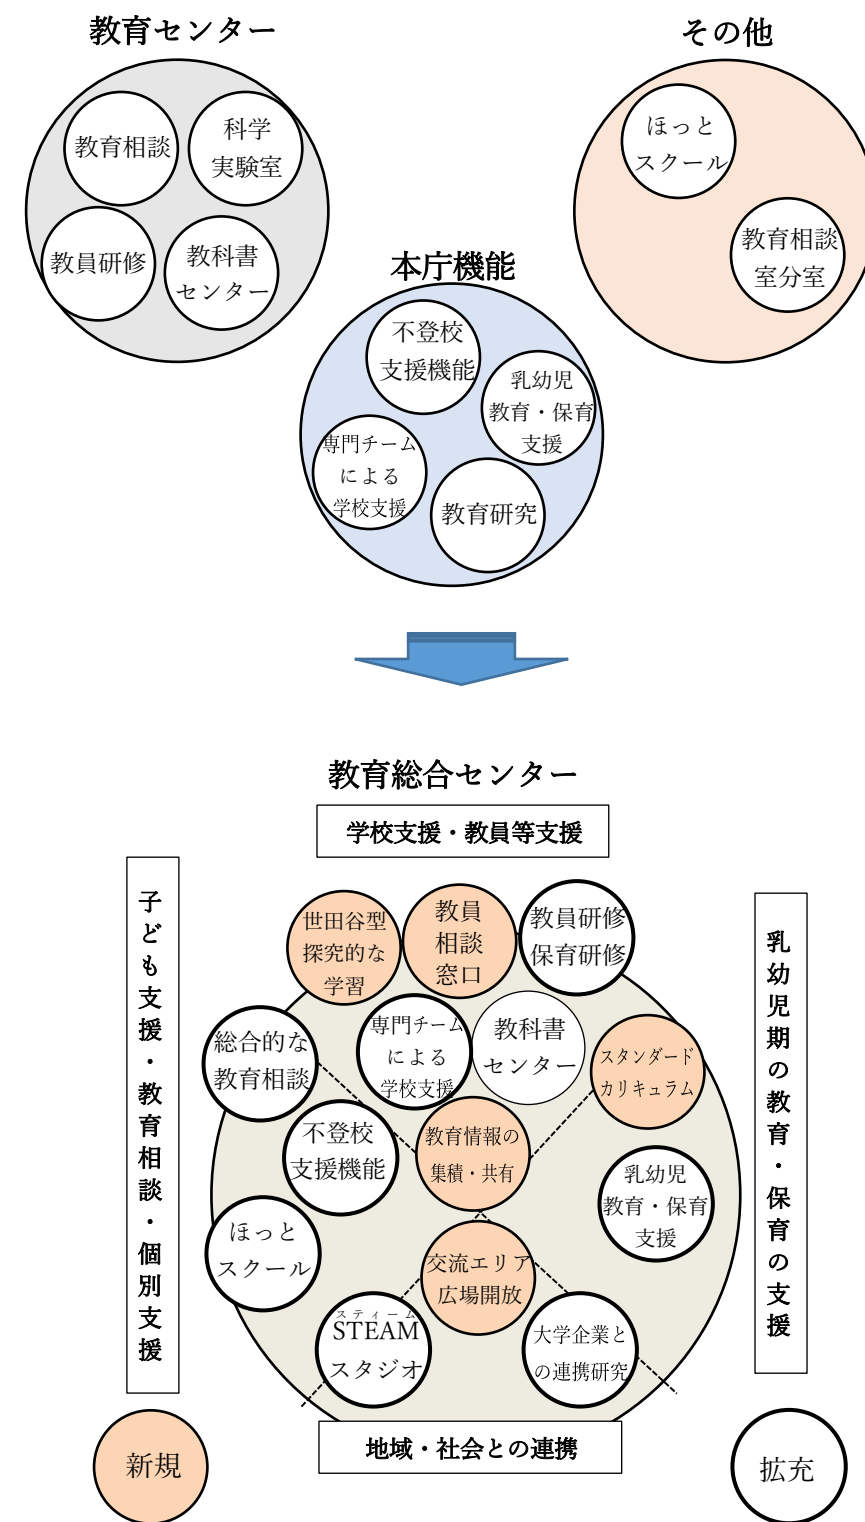 教育センター
教育相談
科学
実験室
教員研修
教科書
センター
その他
ほっと
スクール
教育相談
室分室
本庁機能
不登校
支援機能
乳幼児
教育・保育
支援
専門チーム
による
学校支援
教育研究
教育総合センター
学校支援・教員等支援
子ども支援・教育相談・個別支援
乳幼児期の教育・保育の支援
世田谷型
探究的な
学習
教員
相談
窓口
教員研修
保育研修
総合的な
教育相談
専門チーム
による
学校支援
教科書
センター
スタンダード
カリキュラム
不登校
支援機能
教育情報の
集積・共有
乳幼児
教育・保育
支援
ほっと
スクール
交流エリア
広場開放
スティーム
STEAM
スタジオ
大学企業と
の連携研究
地域・社会との連携
新規
拡充